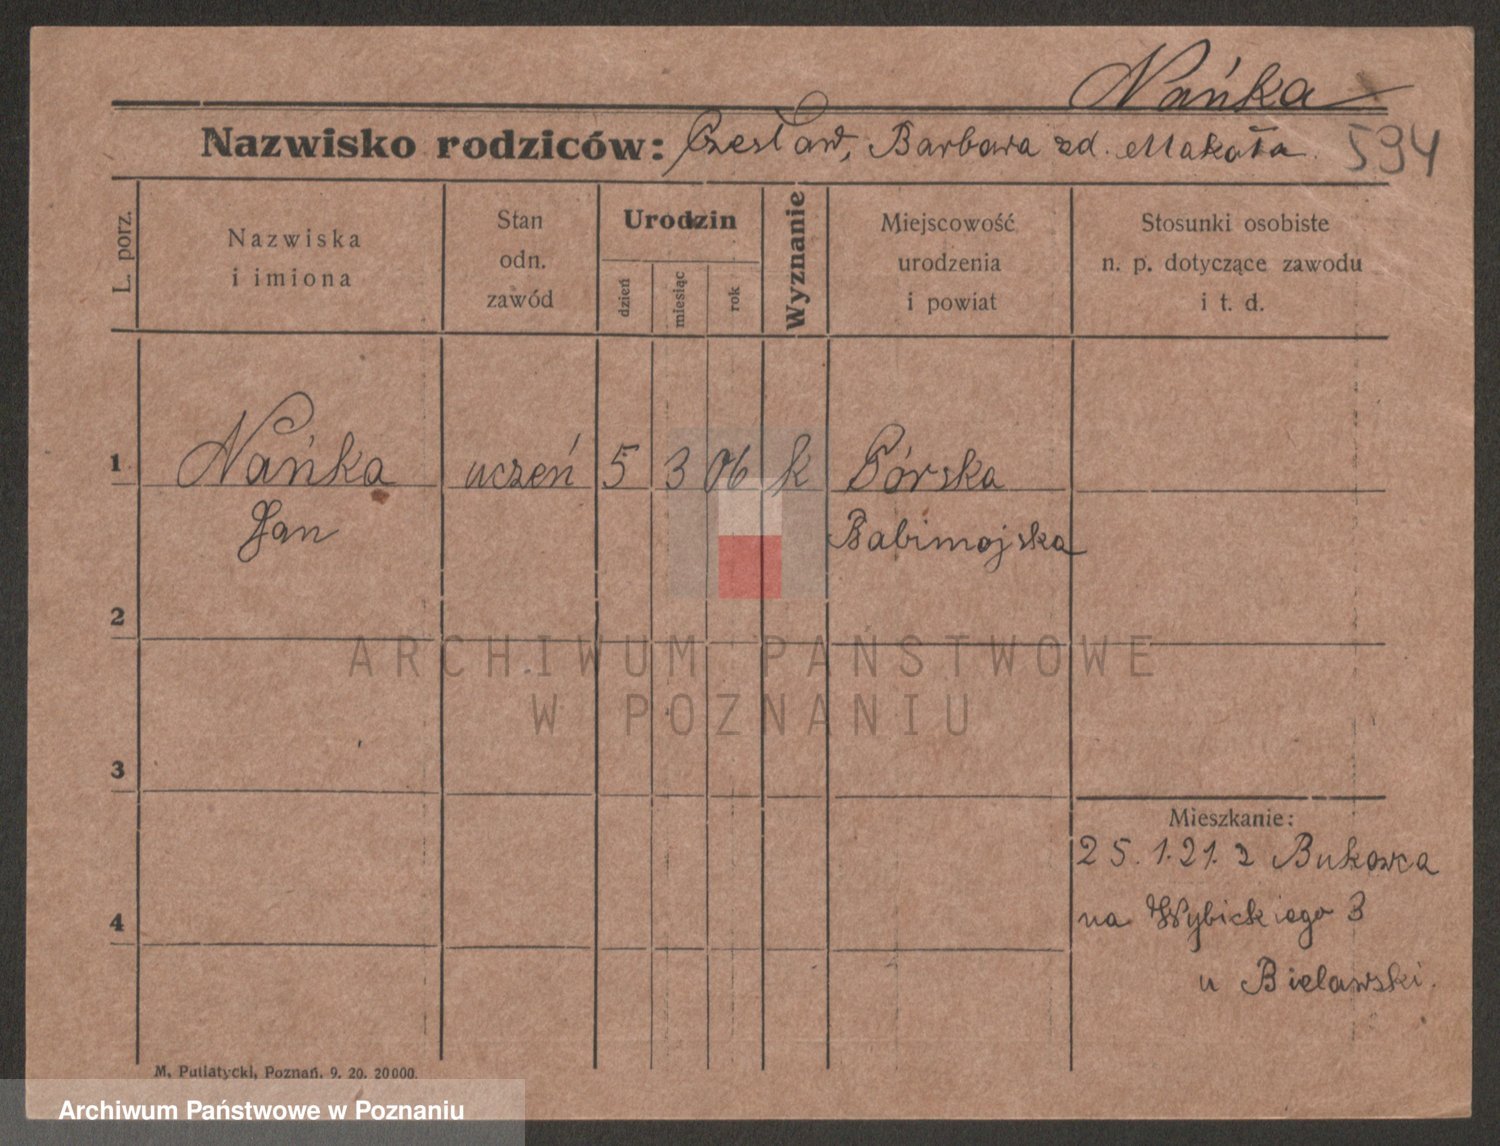 Nańka
Nazwisko rodziców: Czesław, Barbara zd. Makała. 594
L. porz.
Nazwiska
i imiona
Stan
odn.
zawód
Urodzin
dzień
miesiąc
rok
Wyznanie
Miejscowość
urodzenia
i powiat
Stosunki osobiste
n. p. dotyczące zawodu
i t. d.
1 Nańka uczeń 5 3 06 k Górska
Jan Babimojska
2
ARCHIWUM PAŃSTWOWE
W POZNANIU
3
Mieszkanie:
25.1.21. z Bukowca
4 na Wybickiego 3
u Bielawski.
M. Putiatycki, Poznań. 9. 20. 20000.
Archiwum Państwowe w Poznaniu